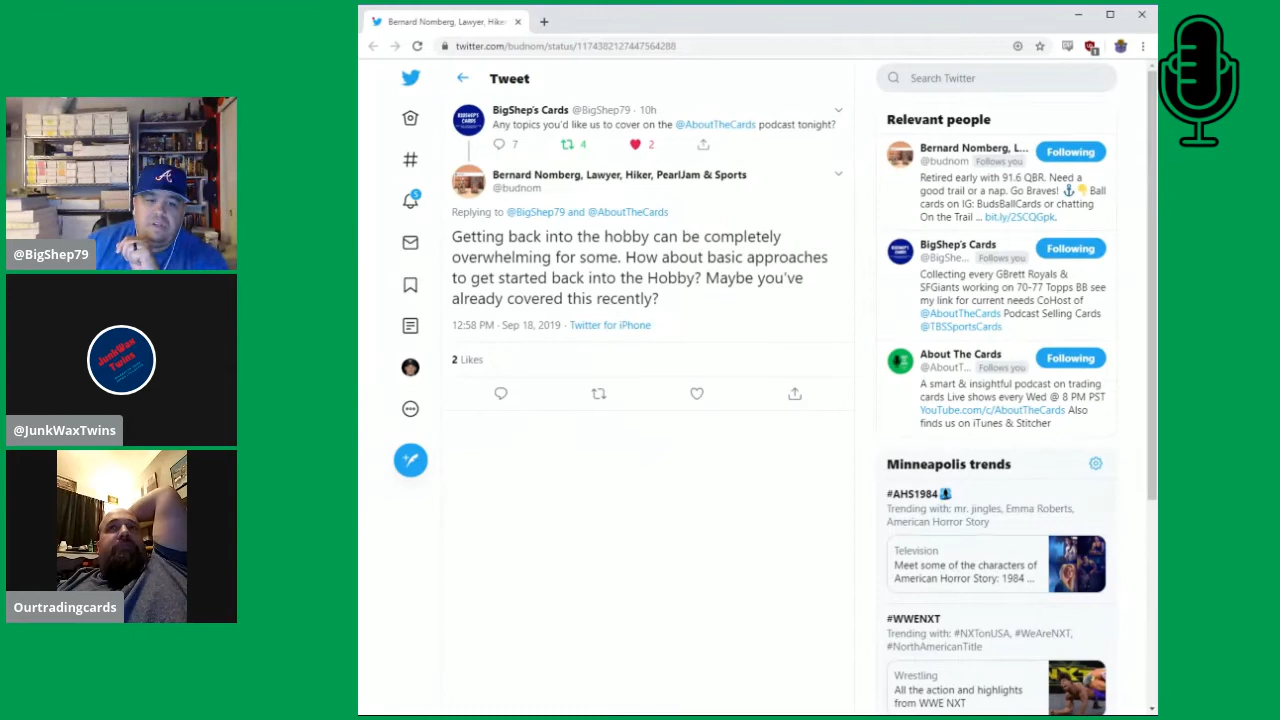 @BigShep79
JunkWax
Twins
@JunkWaxTwins
Ourtradingcards
Bernard Nomberg, Lawyer, Hiker
twitter.com/budnom/status/1174382127447564288
1
5
Tweet
BIGSHEP'S
CARDS
BigShep's Cards @BigShep79 · 10h
Any topics you'd like us to cover on the @AboutTheCards podcast tonight?
7 4 2
Bernard Nomberg, Lawyer, Hiker, PearlJam & Sports
@budnom
Replying to @BigShep79 and @AboutTheCards
Getting back into the hobby can be completely
overwhelming for some. How about basic approaches
to get started back into the Hobby? Maybe you've
already covered this recently?
12:58 PM · Sep 18, 2019 · Twitter for iPhone
2 Likes
Search Twitter
Relevant people
Bernard Nomberg, L...
@budnom Follows you
Following
Retired early with 91.6 QBR. Need a
good trail or a nap. Go Braves! ⚓👇Ball
cards on IG: BudsBallCards or chatting
On the Trail ... bit.ly/2SCQGpk.
BigShep's Cards
@BigShe... Follows you
Following
Collecting every GBrett Royals &
SFGiants working on 70-77 Topps BB see
my link for current needs CoHost of
@AboutTheCards Podcast Selling Cards
@TBSSportsCards
About The Cards
@AboutT... Follows you
Following
A smart & insightful podcast on trading
cards Live shows every Wed @ 8 PM PST
YouTube.com/c/AboutTheCards Also
finds us on iTunes & Stitcher
Minneapolis trends
#AHS1984
Trending with: mr. jingles, Emma Roberts,
American Horror Story
Television
Meet some of the characters of
American Horror Story: 1984 ...
#WWENXT
Trending with: #NXTonUSA, #WeAreNXT,
#NorthAmericanTitle
Wrestling
All the action and highlights
from WWE NXT